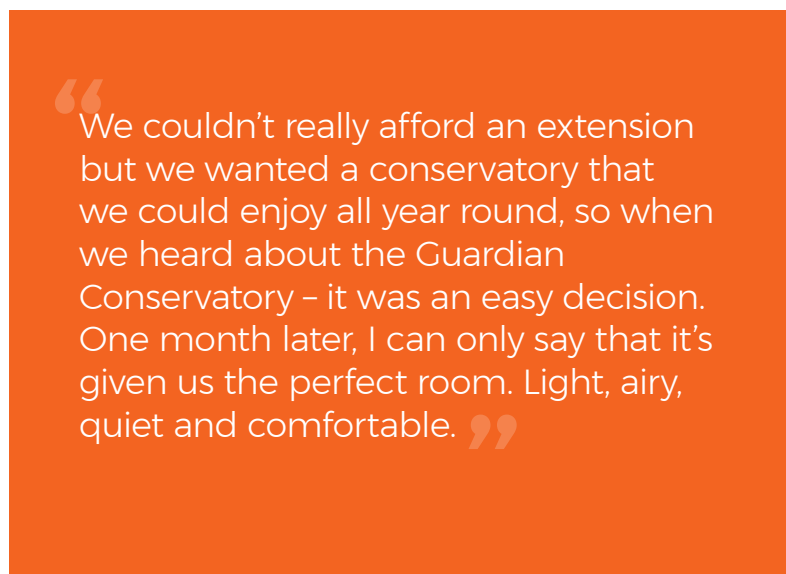 “We couldn’t really afford an extension
but we wanted a conservatory that
we could enjoy all year round, so when
we heard about the Guardian
Conservatory – it was an easy decision.
One month later, I can only say that it’s
given us the perfect room. Light, airy,
quiet and comfortable.”